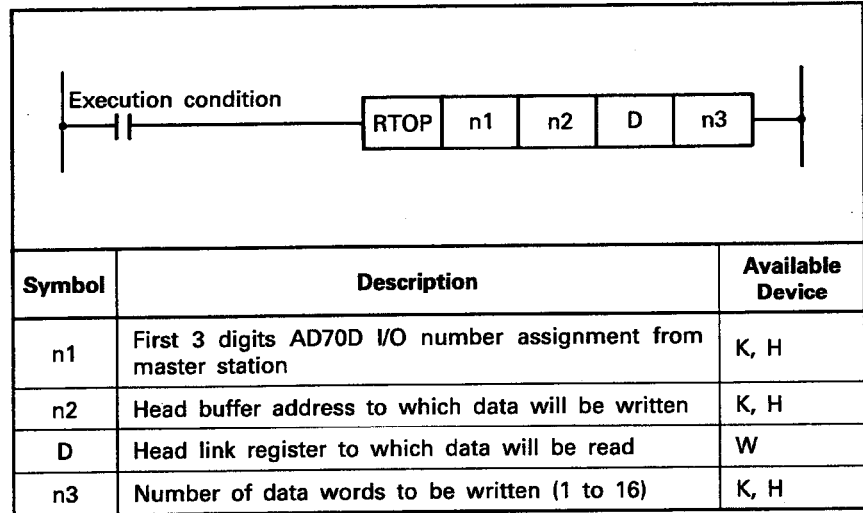 Execution condition
RTOP n1 n2 D n3
Symbol Description Available Device
n1 First 3 digits AD70D I/O number assignment from master station K, H
n2 Head buffer address to which data will be written K, H
D Head link register to which data will be read W
n3 Number of data words to be written (1 to 16) K, H